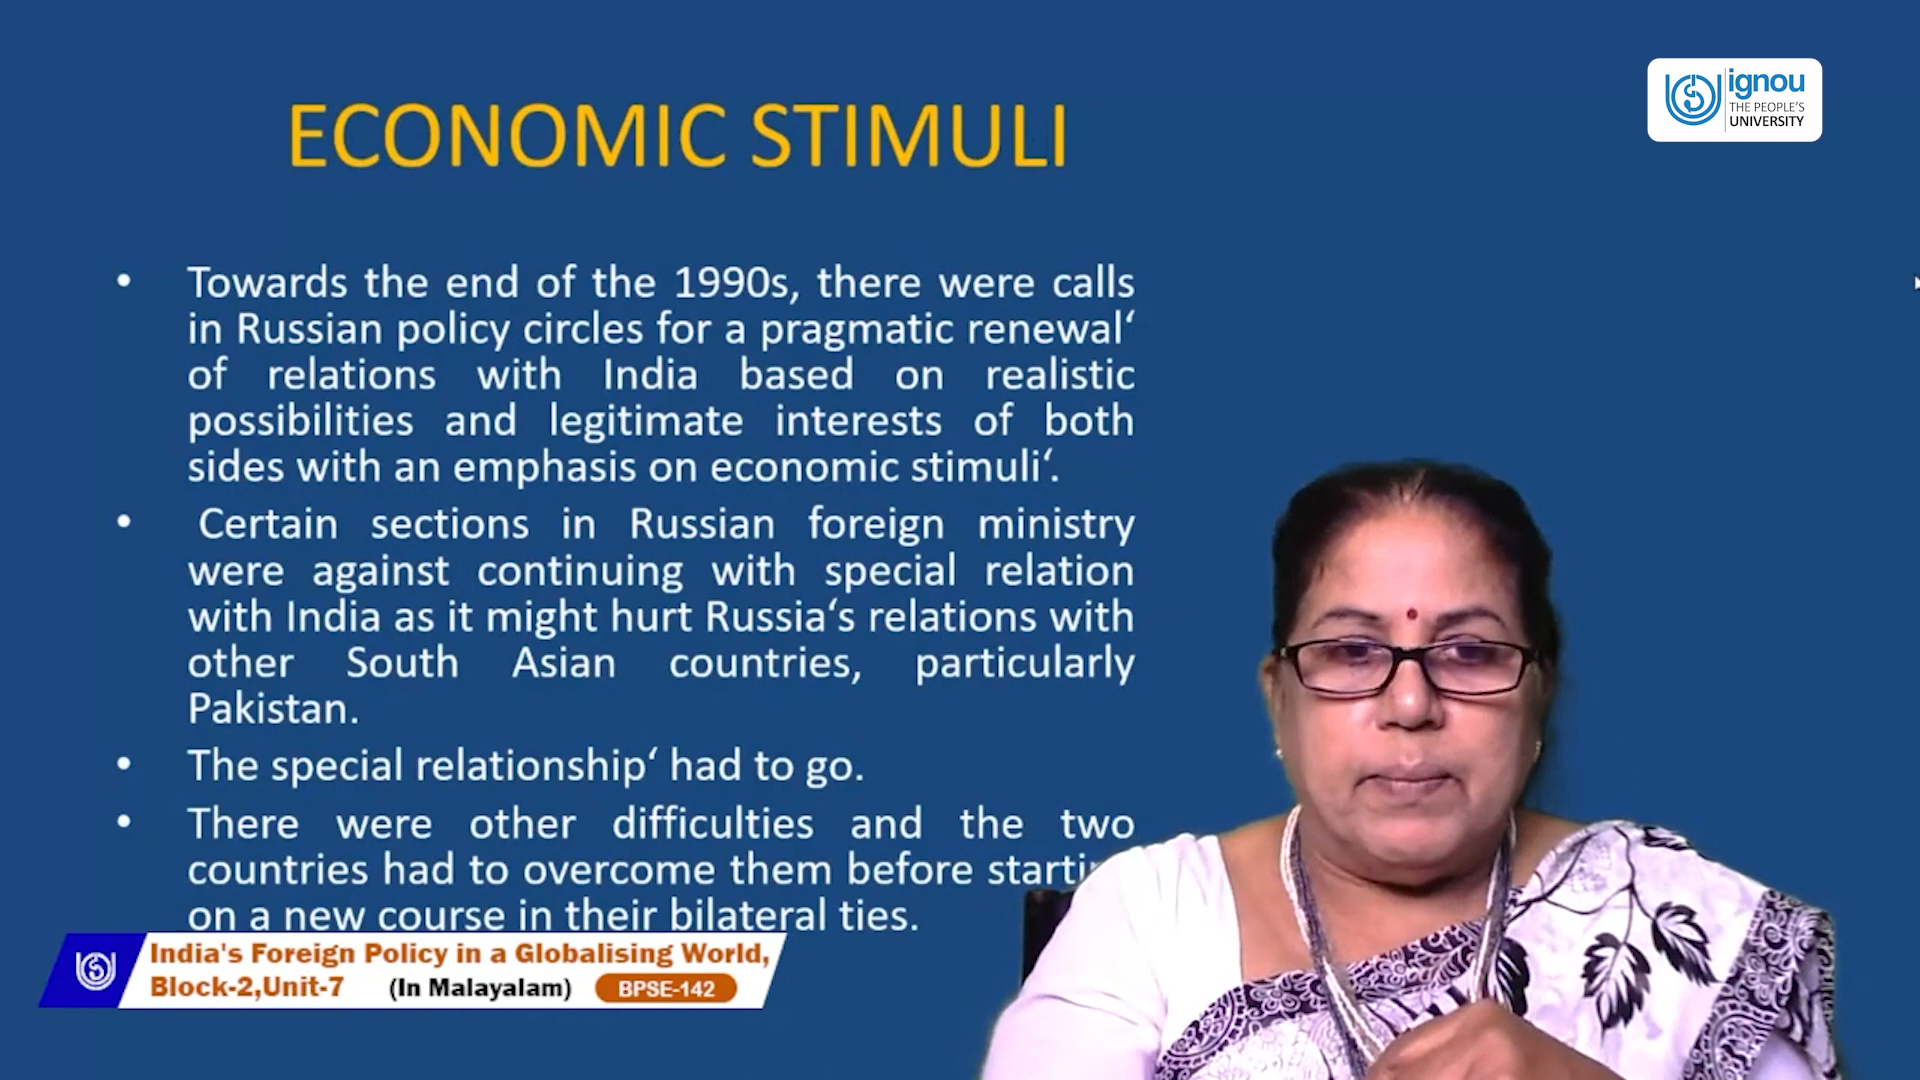 ignou
THE PEOPLE'S
UNIVERSITY
ECONOMIC STIMULI
• Towards the end of the 1990s, there were calls
in Russian policy circles for a pragmatic renewal‘
of relations with India based on realistic
possibilities and legitimate interests of both
sides with an emphasis on economic stimuli‘.
• Certain sections in Russian foreign ministry
were against continuing with special relation
with India as it might hurt Russia‘s relations with
other South Asian countries, particularly
Pakistan.
• The special relationship‘ had to go.
• There were other difficulties and the two
countries had to overcome them before
on a new course in their bilateral ties.
India's Foreign Policy in a Globalising World,
Block-2,Unit-7 (In Malayalam) BPSE-142